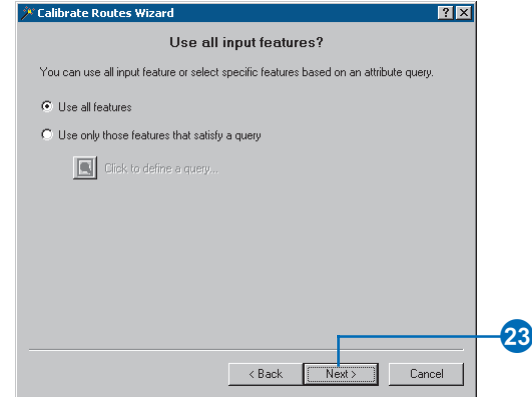 Calibrate Routes Wizard
Use all input features?
You can use all input feature or select specific features based on an attribute query.
Use all features
Use only those features that satisfy a query
Click to define a query...
< Back
Next >
Cancel
23